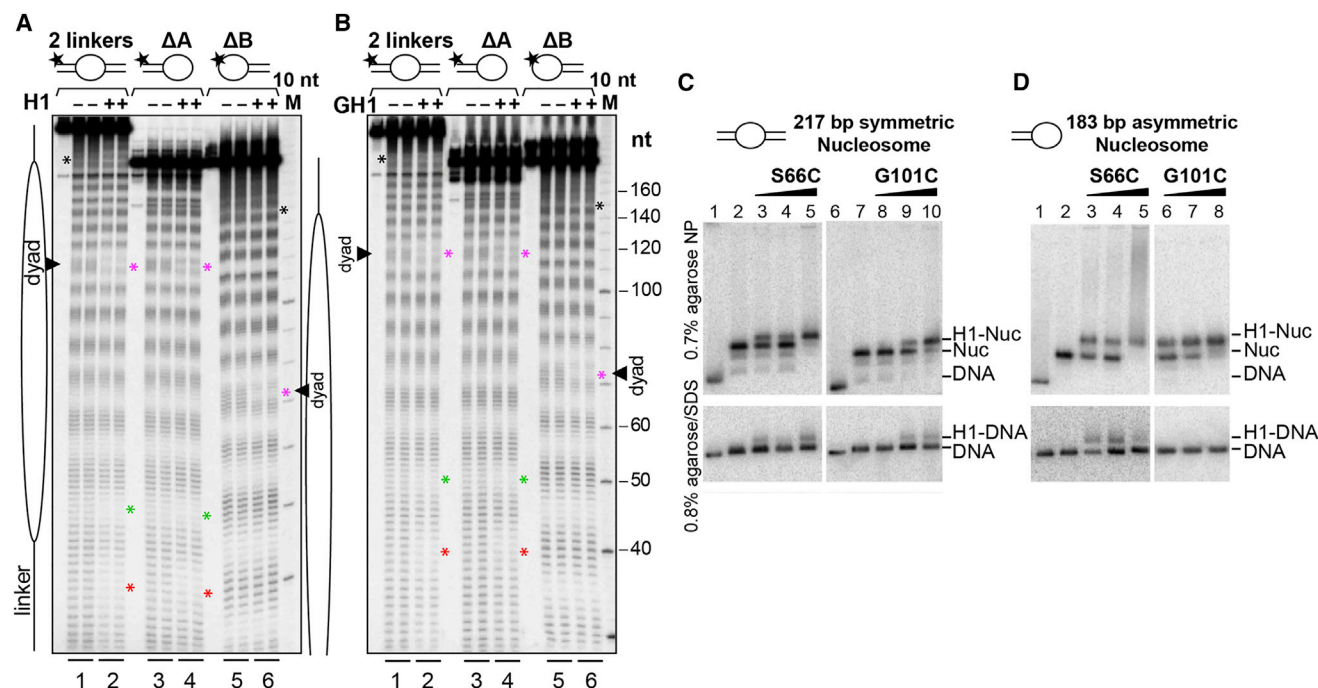 A
2 linkers ΔA ΔB
10 nt
H1 -- ++ -- ++ -- ++ M
dyad
linker
dyad
1 2 3 4 5 6
B
2 linkers ΔA ΔB
10 nt
GH1 -- ++ -- ++ -- ++ M
nt
160
140
120
100
60
50
40
dyad
dyad
1 2 3 4 5 6
C
217 bp symmetric
Nucleosome
S66C G101C
1 2 3 4 5 6 7 8 9 10
0.7% agarose NP
H1-Nuc
Nuc
DNA
0.8% agarose/SDS
H1-DNA
DNA
D
183 bp asymmetric
Nucleosome
S66C G101C
1 2 3 4 5 6 7 8
H1-Nuc
Nuc
DNA
H1-DNA
DNA